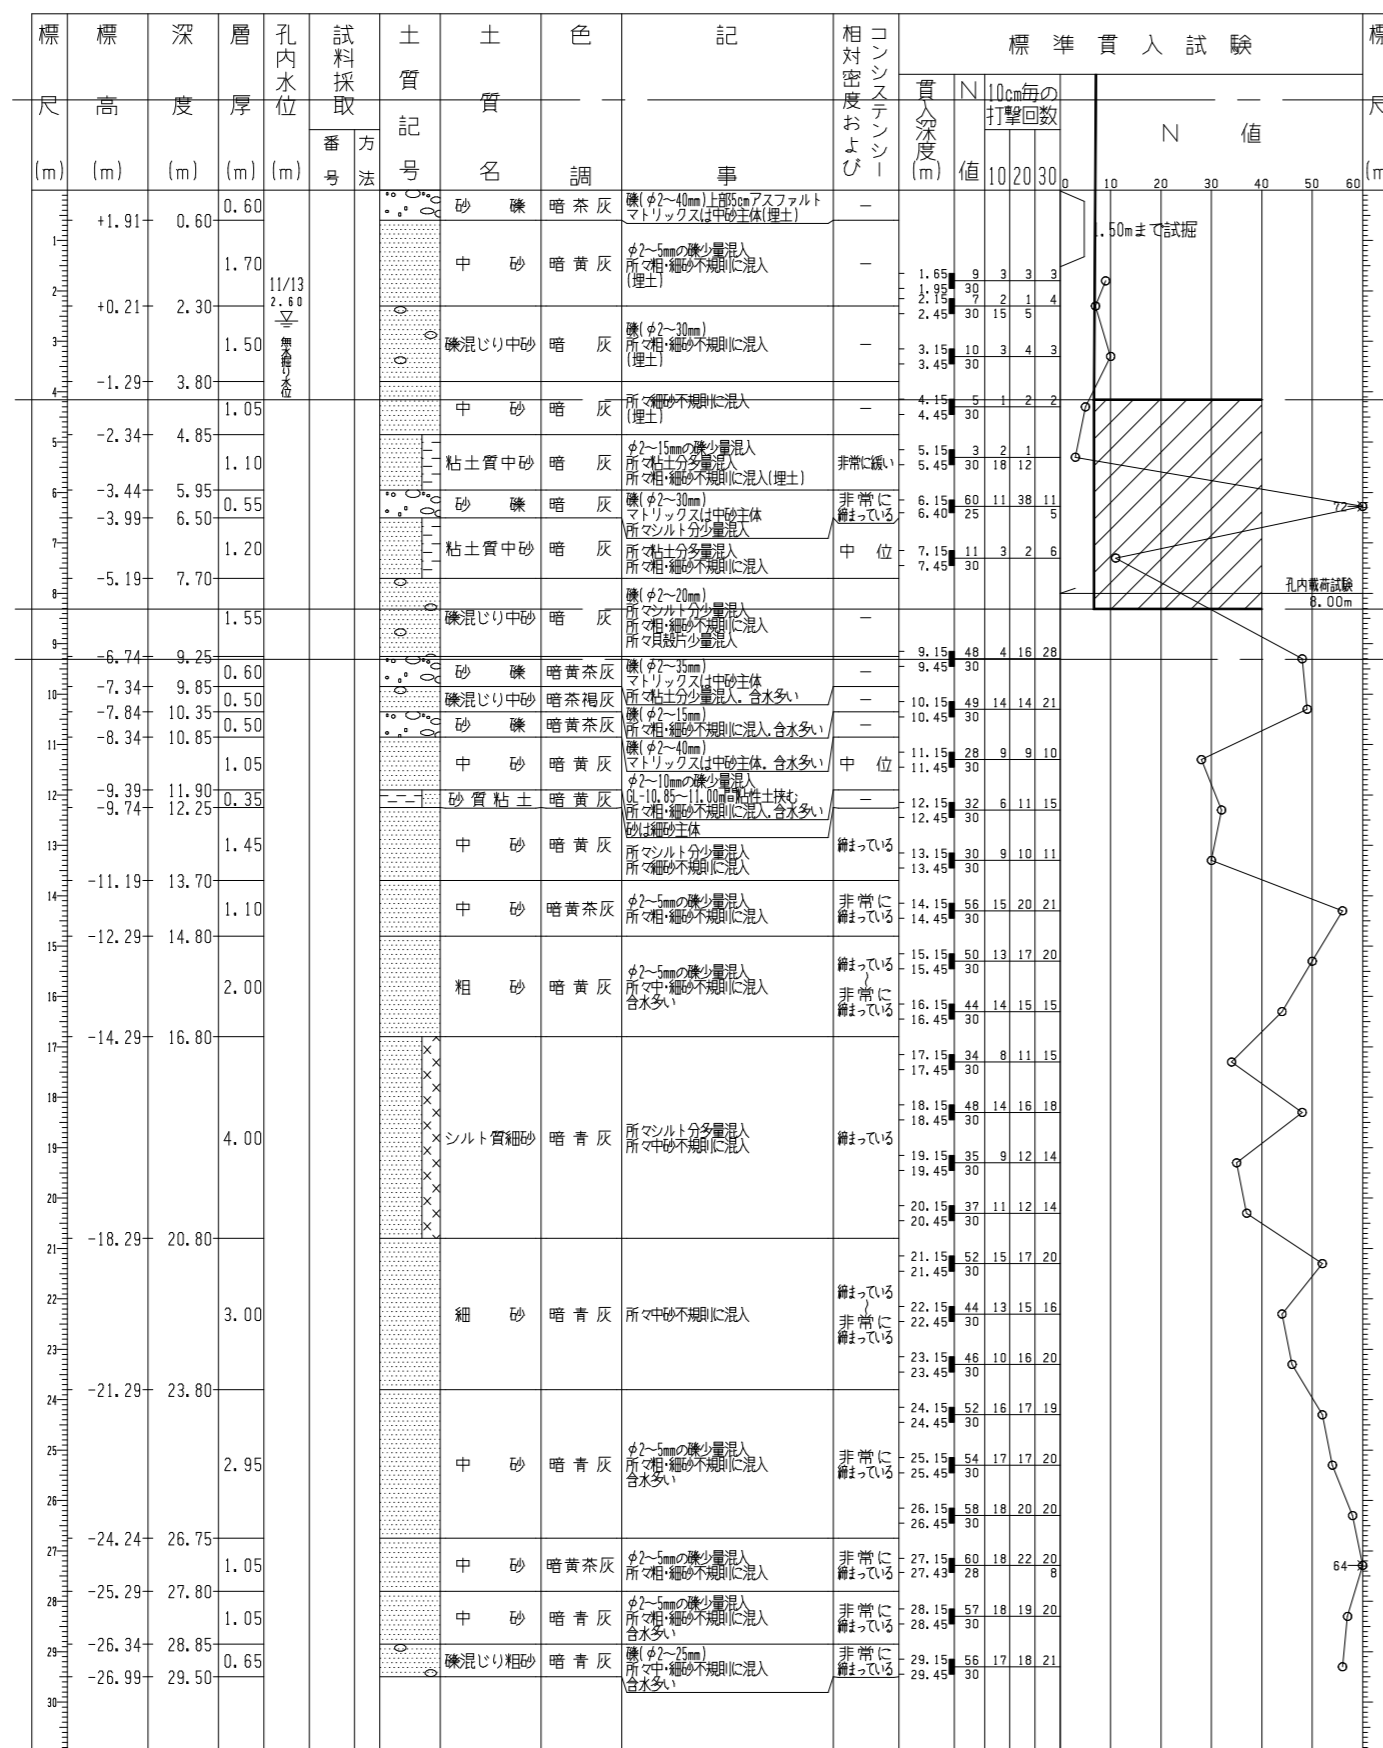 標尺(m) 標高(m) 深度(m) 層厚(m) 孔内水位(m) 試料採取 番号 方法 土質記号 土質名 色調 記事 相対密度および コンシステンシー 標準貫入試験 標尺(m
貫入深度(m) N値 10cm毎の打撃回数 10 20 30 N 値
0 10 20 30 40 50 60
+1.91 0.60 0.60 砂 礫 暗茶灰 礫(φ2〜40mm)上部5cmアスファルト
マトリックスは中砂主体(埋土) −
.50mまで試掘
+0.21 2.30 1.70 中 砂 暗黄灰 φ2〜5mmの礫少量混入
所々粗・細砂不規則に混入
(埋土) −
11/13
2.60
無水掘り水位
1.65 9 3 3 3
1.95 30
2.15 7 2 1 4
2.45 30 15 5
-1.29 3.80 1.50 礫混じり中砂 暗 灰 礫(φ2〜30mm)
所々粗・細砂不規則に混入
(埋土) −
3.15 10 3 4 3
3.45 30
-2.34 4.85 1.05 中 砂 暗 灰 所々細砂不規則に混入
(埋土) −
4.15 5 1 2 2
4.45 30
-3.44 5.95 1.10 粘土質中砂 暗 灰 φ2〜15mmの礫少量混入
所々粘土分多量混入
所々粗・細砂不規則に混入(埋土) 非常に緩い
5.15 3 2 1
5.45 30 18 12
-3.99 6.50 0.55 砂 礫 暗 灰 礫(φ2〜30mm)
マトリックスは中砂主体
所々シルト分少量混入 非常に締まっている
6.15 60 11 38 11
6.40 25 5
72
-5.19 7.70 1.20 粘土質中砂 暗 灰 所々粘土分多量混入
所々粗・細砂不規則に混入 中 位
7.15 11 3 2 6
7.45 30
孔内載荷試験
8.00m
-6.74 9.25 1.55 礫混じり中砂 暗 灰 礫(φ2〜20mm)
所々シルト分少量混入
所々粗・細砂不規則に混入
所々貝殻片少量混入 −
9.15 48 4 16 28
9.45 30
-7.34 9.85 0.60 砂 礫 暗黄茶灰 礫(φ2〜35mm)
マトリックスは中砂主体
所々粘土分少量混入。含水多い −
-7.84 10.35 0.50 礫混じり中砂 暗茶褐灰 礫(φ2〜15mm)
所々粗・細砂不規則に混入。含水多い −
10.15 49 14 14 21
10.45 30
-8.34 10.85 0.50 砂 礫 暗黄茶灰 礫(φ2〜40mm)
マトリックスは中砂主体。含水多い −
-9.39 11.90 1.05 中 砂 暗黄灰 φ2〜10mmの礫少量混入
GL-10.85〜11.00m間粘性土挟む
所々粗・細砂不規則に混入。含水多い 中 位
11.15 28 9 9 10
11.45 30
-9.74 12.25 0.35 砂質粘土 暗黄灰 砂は細砂主体 −
12.15 32 6 11 15
12.45 30
-11.19 13.70 1.45 中 砂 暗黄灰 所々シルト分少量混入
所々細砂不規則に混入 締まっている
13.15 30 9 10 11
13.45 30
-12.29 14.80 1.10 中 砂 暗黄茶灰 φ2〜5mmの礫少量混入
所々粗・細砂不規則に混入 非常に締まっている
14.15 56 15 20 21
14.45 30
-14.29 16.80 2.00 粗 砂 暗黄灰 φ2〜5mmの礫少量混入
所々中・細砂不規則に混入
含水多い 締まっている〜非常に締まっている
15.15 50 13 17 20
15.45 30
16.15 44 14 15 15
16.45 30
-18.29 20.80 4.00 シルト質細砂 暗青灰 所々シルト分多量混入
所々中砂不規則に混入 締まっている
17.15 34 8 11 15
17.45 30
18.15 48 14 16 18
18.45 30
19.15 35 9 12 14
19.45 30
20.15 37 11 12 14
20.45 30
-21.29 23.80 3.00 細 砂 暗青灰 所々中砂不規則に混入 締まっている〜非常に締まっている
21.15 52 15 17 20
21.45 30
22.15 44 13 15 16
22.45 30
23.15 46 10 16 20
23.45 30
-24.24 26.75 2.95 中 砂 暗青灰 φ2〜5mmの礫少量混入
所々粗・細砂不規則に混入
含水多い 非常に締まっている
24.15 52 16 17 19
24.45 30
25.15 54 17 17 20
25.45 30
26.15 58 18 20 20
26.45 30
-25.29 27.80 1.05 中 砂 暗黄茶灰 φ2〜5mmの礫少量混入
所々粗・細砂不規則に混入 非常に締まっている
27.15 60 18 22 20
27.43 28 8
64
-26.34 28.85 1.05 中 砂 暗青灰 φ2〜5mmの礫少量混入
所々粗・細砂不規則に混入
含水多い 非常に締まっている
28.15 57 18 19 20
28.45 30
-26.99 29.50 0.65 礫混じり粗砂 暗青灰 礫(φ2〜25mm)
所々中・細砂不規則に混入
含水多い 非常に締まっている
29.15 56 17 18 21
29.45 30
1
2
3
4
5
6
7
8
9
10
11
12
13
14
15
16
17
18
19
20
21
22
23
24
25
26
27
28
29
30